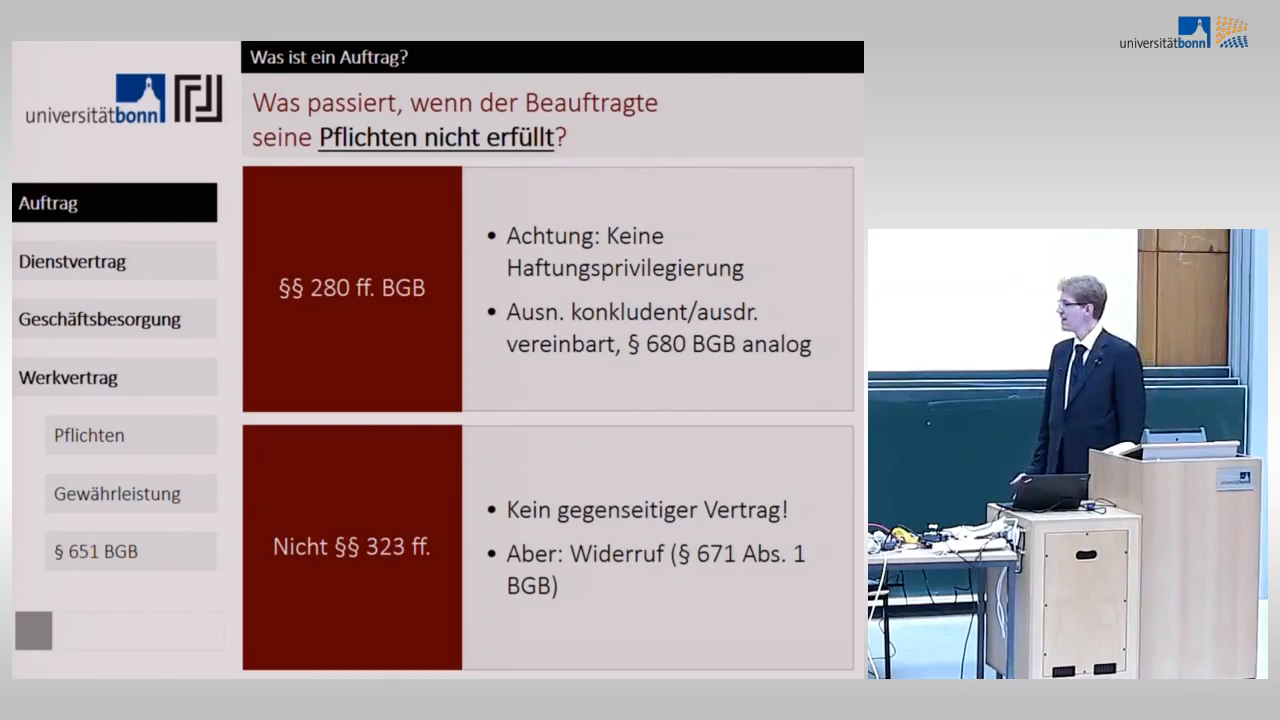 universitätbonn
Was ist ein Auftrag?
universitätbonn
Was passiert, wenn der Beauftragte
seine Pflichten nicht erfüllt?
Auftrag
Dienstvertrag
Geschäftsbesorgung
Werkvertrag
Pflichten
Gewährleistung
§ 651 BGB
§§ 280 ff. BGB
• Achtung: Keine
Haftungsprivilegierung
• Ausn. konkludent/ausdr.
vereinbart, § 680 BGB analog
Nicht §§ 323 ff.
• Kein gegenseitiger Vertrag!
• Aber: Widerruf (§ 671 Abs. 1
BGB)